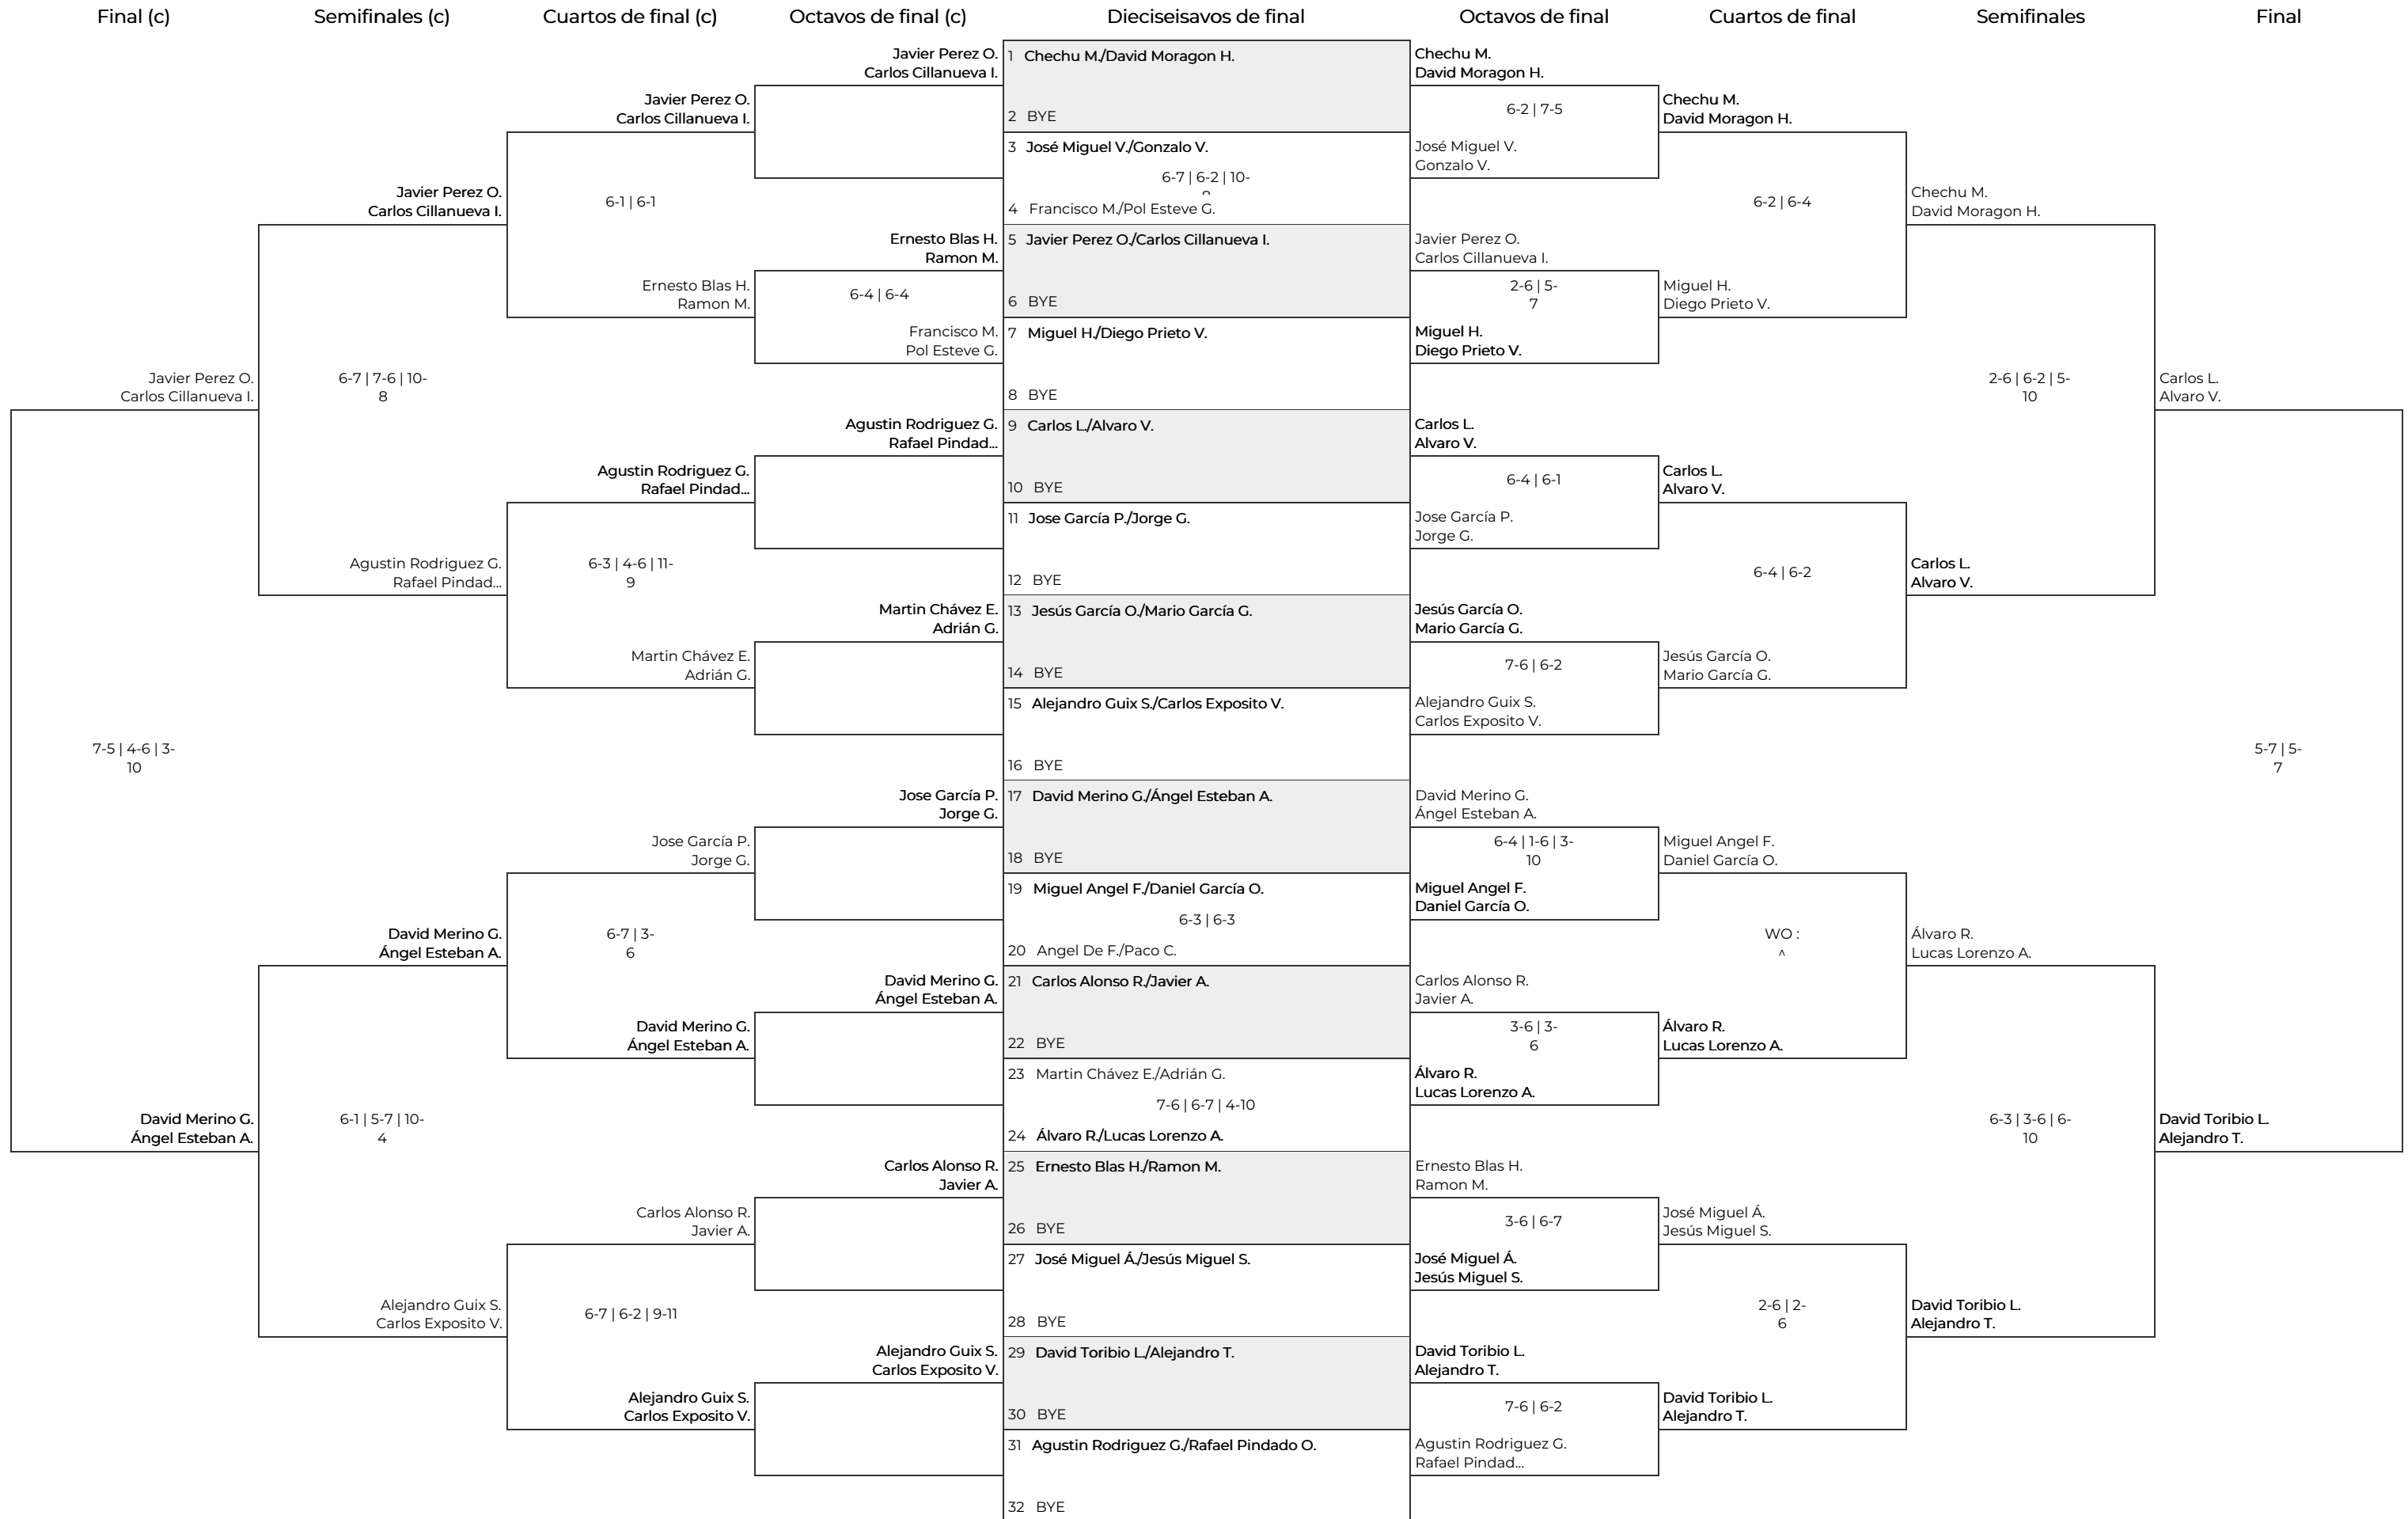 Final (c)
Semifinales (c)
Cuartos de final (c)
Octavos de final (c)
Dieciseisavos de final
Octavos de final
Cuartos de final
Semifinales
Final
Javier Perez O.
Carlos Cillanueva I.
6-7 | 7-6 | 10-
8
7-5 | 4-6 | 3-
10
David Merino G.
Ángel Esteban A.
Javier Perez O.
Carlos Cillanueva I.
Agustin Rodriguez G.
Rafael Pindad...
David Merino G.
Ángel Esteban A.
6-1 | 5-7 | 10-
4
Alejandro Guix S.
Carlos Exposito V.
Javier Perez O.
Carlos Cillanueva I.
6-1 | 6-1
Ernesto Blas H.
Ramon M.
Agustin Rodriguez G.
Rafael Pindad...
6-3 | 4-6 | 11-
9
Martin Chávez E.
Adrián G.
Jose García P.
Jorge G.
6-7 | 3-
6
David Merino G.
Ángel Esteban A.
Carlos Alonso R.
Javier A.
6-7 | 6-2 | 9-11
Alejandro Guix S.
Carlos Exposito V.
Javier Perez O.
Carlos Cillanueva I.
Ernesto Blas H.
Ramon M.
6-4 | 6-4
Francisco M.
Pol Esteve G.
Agustin Rodriguez G.
Rafael Pindad...
Martin Chávez E.
Adrián G.
Jose García P.
Jorge G.
David Merino G.
Ángel Esteban A.
Carlos Alonso R.
Javier A.
Alejandro Guix S.
Carlos Exposito V.
1 Chechu M./David Moragon H.
2 BYE
3 José Miguel V./Gonzalo V.
6-7 | 6-2 | 10-
4 Francisco M./Pol Esteve G.
5 Javier Perez O./Carlos Cillanueva I.
6 BYE
7 Miguel H./Diego Prieto V.
8 BYE
9 Carlos L./Alvaro V.
10 BYE
11 Jose García P./Jorge G.
12 BYE
13 Jesús García O./Mario García G.
14 BYE
15 Alejandro Guix S./Carlos Exposito V.
16 BYE
17 David Merino G./Ángel Esteban A.
18 BYE
19 Miguel Angel F./Daniel García O.
6-3 | 6-3
20 Angel De F./Paco C.
21 Carlos Alonso R./Javier A.
22 BYE
23 Martin Chávez E./Adrián G.
7-6 | 6-7 | 4-10
24 Álvaro R./Lucas Lorenzo A.
25 Ernesto Blas H./Ramon M.
26 BYE
27 José Miguel Á./Jesús Miguel S.
28 BYE
29 David Toribio L./Alejandro T.
30 BYE
31 Agustin Rodriguez G./Rafael Pindado O.
32 BYE
Chechu M.
David Moragon H.
6-2 | 7-5
José Miguel V.
Gonzalo V.
Javier Perez O.
Carlos Cillanueva I.
2-6 | 5-
7
Miguel H.
Diego Prieto V.
Carlos L.
Alvaro V.
6-4 | 6-1
Jose García P.
Jorge G.
Jesús García O.
Mario García G.
7-6 | 6-2
Alejandro Guix S.
Carlos Exposito V.
David Merino G.
Ángel Esteban A.
6-4 | 1-6 | 3-
10
Miguel Angel F.
Daniel García O.
Carlos Alonso R.
Javier A.
3-6 | 3-
6
Álvaro R.
Lucas Lorenzo A.
Ernesto Blas H.
Ramon M.
3-6 | 6-7
José Miguel Á.
Jesús Miguel S.
David Toribio L.
Alejandro T.
7-6 | 6-2
Agustin Rodriguez G.
Rafael Pindad...
Chechu M.
David Moragon H.
6-2 | 6-4
Miguel H.
Diego Prieto V.
Carlos L.
Alvaro V.
6-4 | 6-2
Jesús García O.
Mario García G.
Miguel Angel F.
Daniel García O.
WO :
^
Álvaro R.
Lucas Lorenzo A.
José Miguel Á.
Jesús Miguel S.
2-6 | 2-
6
David Toribio L.
Alejandro T.
Chechu M.
David Moragon H.
2-6 | 6-2 | 5-
10
Carlos L.
Alvaro V.
Álvaro R.
Lucas Lorenzo A.
6-3 | 3-6 | 6-
10
David Toribio L.
Alejandro T.
Carlos L.
Alvaro V.
5-7 | 5-
7
David Toribio L.
Alejandro T.